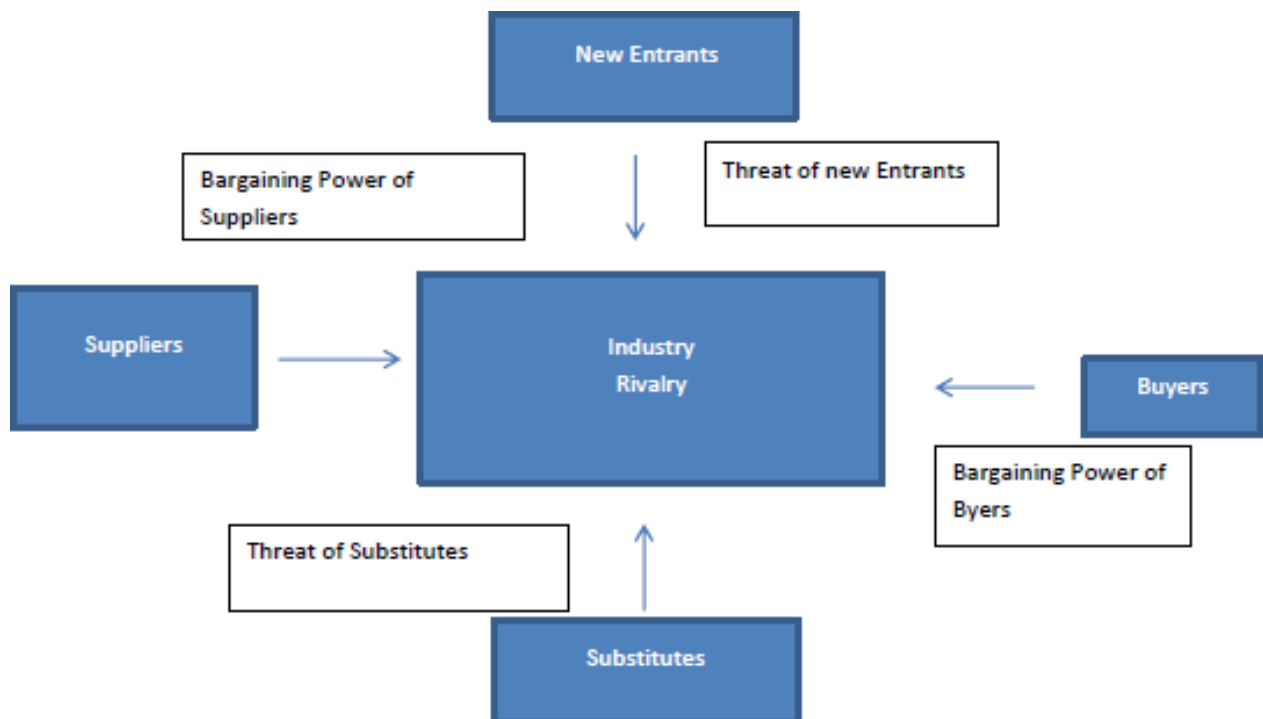 New Entrants
Bargaining Power of
Suppliers
Threat of new Entrants
Suppliers
Industry
Rivalry
Buyers
Bargaining Power of
Byers
Threat of Substitutes
Substitutes